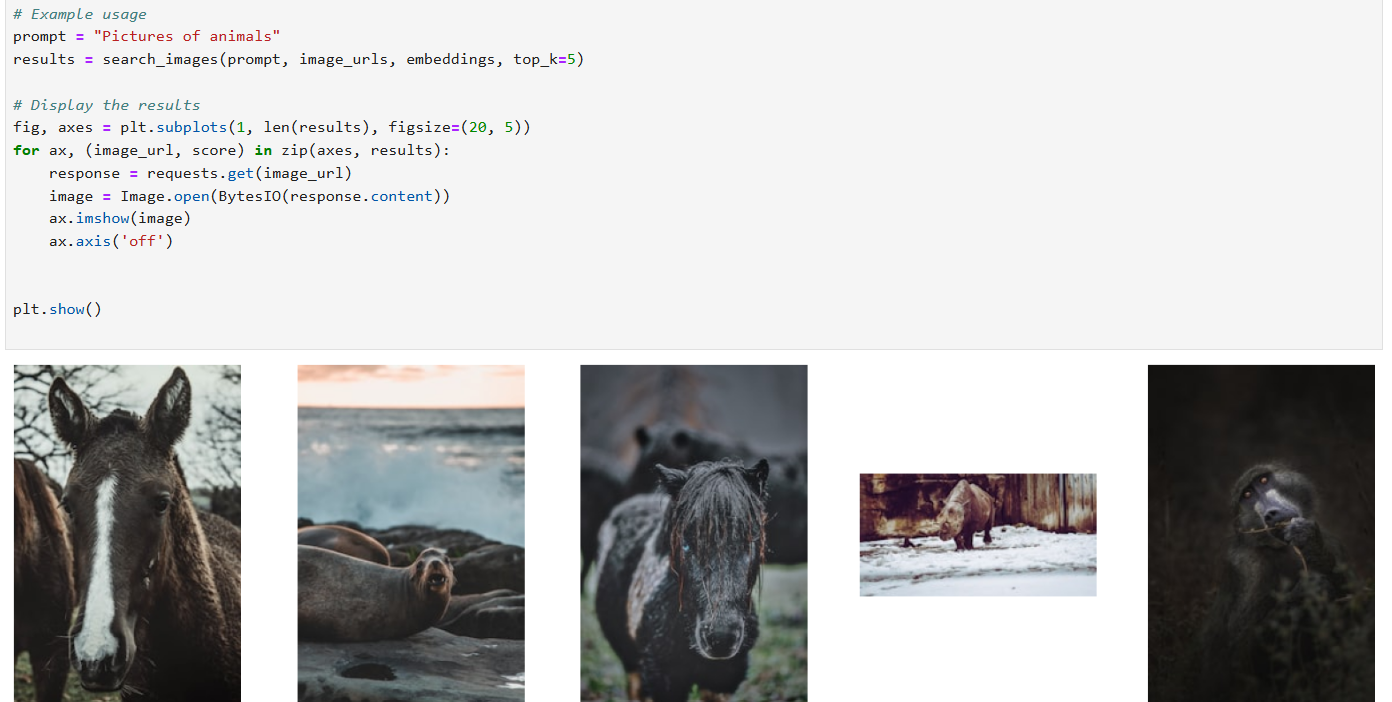 # Example usage
prompt = "Pictures of animals"
results = search_images(prompt, image_urls, embeddings, top_k=5)
# Display the results
fig, axes = plt.subplots(1, len(results), figsize=(20, 5))
for ax, (image_url, score) in zip(axes, results):
    response = requests.get(image_url)
    image = Image.open(BytesIO(response.content))
    ax.imshow(image)
    ax.axis('off')
plt.show()